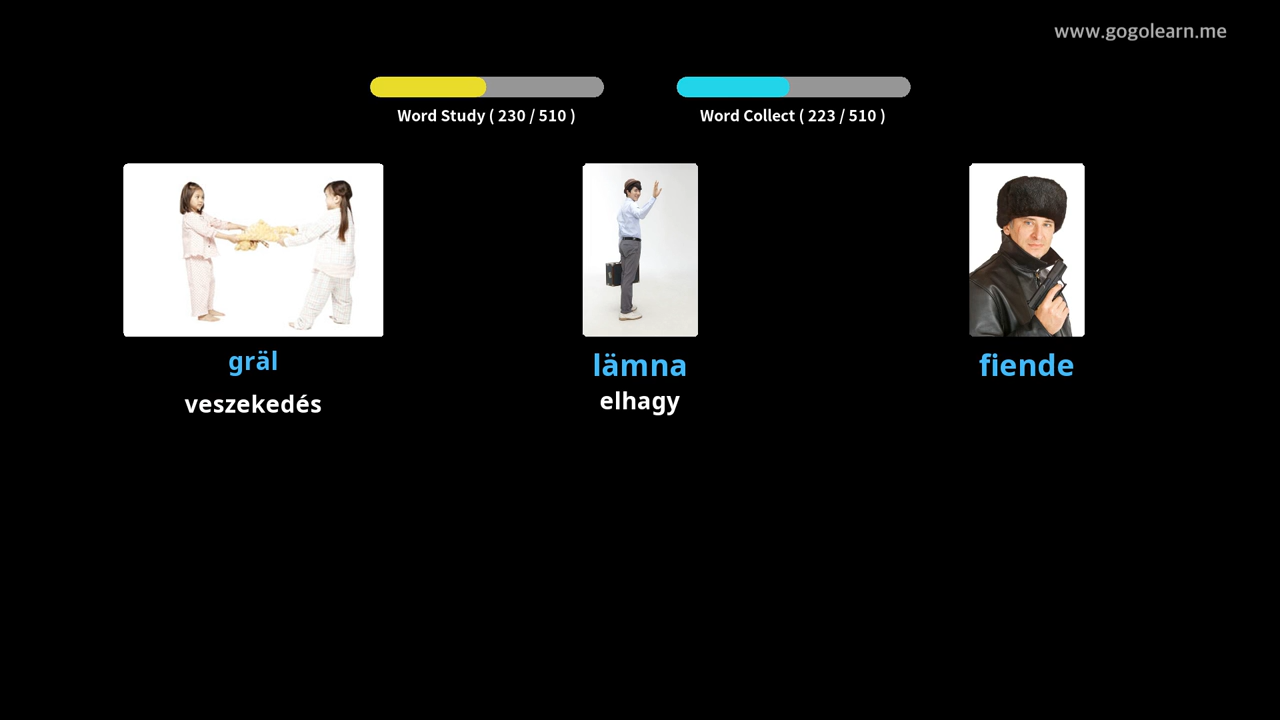 www.gogolearn.me
Word Study ( 230 / 510 )
Word Collect ( 223 / 510 )
gräl
lämna
fiende
veszekedés
elhagy